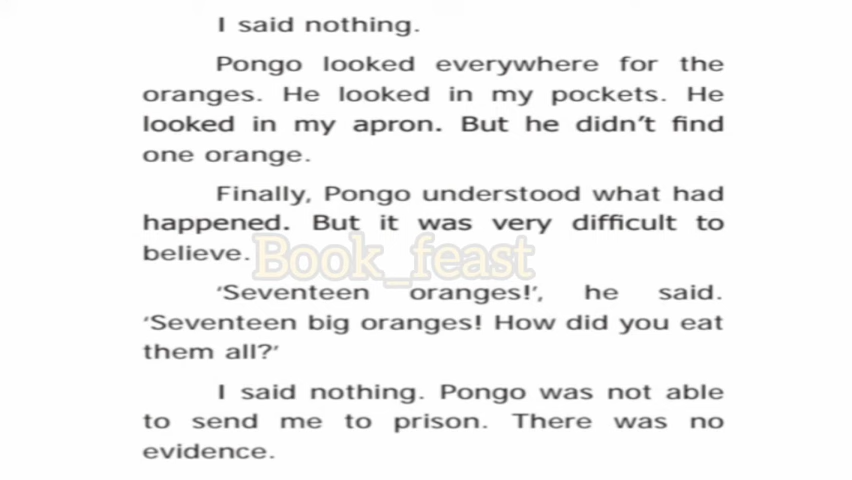 I said nothing.
Pongo looked everywhere for the
oranges. He looked in my pockets. He
looked in my apron. But he didn't find
one orange.
Finally, Pongo understood what had
happened. But it was very difficult to
believe.
Book_feast
'Seventeen oranges!', he said.
'Seventeen big oranges! How did you eat
them all?'
I said nothing. Pongo was not able
to send me to prison. There was no
evidence.